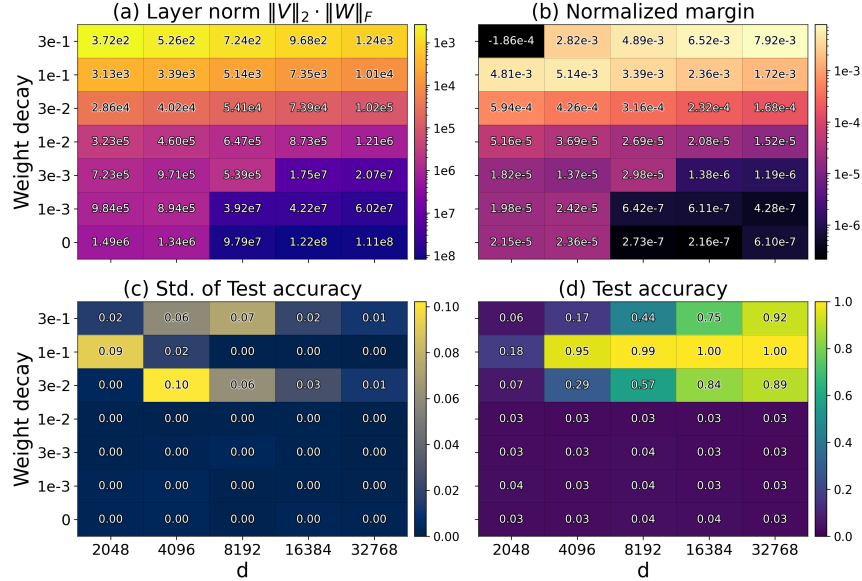 (a) Layer norm ‖V‖₂ · ‖W‖_F
Weight decay
3e-1 3.72e2 5.26e2 7.24e2 9.68e2 1.24e3
1e-1 3.13e3 3.39e3 5.14e3 7.35e3 1.01e4
3e-2 2.86e4 4.02e4 5.41e4 7.39e4 1.02e5
1e-2 3.23e5 4.60e5 6.47e5 8.73e5 1.21e6
3e-3 7.23e5 9.71e5 5.39e5 1.75e7 2.07e7
1e-3 9.84e5 8.94e5 3.92e7 4.22e7 6.02e7
0 1.49e6 1.34e6 9.79e7 1.22e8 1.11e8
1e3
1e4
1e5
1e6
1e7
1e8
(b) Normalized margin
-1.86e-4 2.82e-3 4.89e-3 6.52e-3 7.92e-3
4.81e-3 5.14e-3 3.39e-3 2.36e-3 1.72e-3
5.94e-4 4.26e-4 3.16e-4 2.32e-4 1.68e-4
5.16e-5 3.69e-5 2.69e-5 2.08e-5 1.52e-5
1.82e-5 1.37e-5 2.98e-5 1.38e-6 1.19e-6
1.98e-5 2.42e-5 6.42e-7 6.11e-7 4.28e-7
2.15e-5 2.36e-5 2.73e-7 2.16e-7 6.10e-7
1e-3
1e-4
1e-5
1e-6
(c) Std. of Test accuracy
Weight decay
3e-1 0.02 0.06 0.07 0.02 0.01
1e-1 0.09 0.02 0.00 0.00 0.00
3e-2 0.00 0.10 0.06 0.03 0.01
1e-2 0.00 0.00 0.00 0.00 0.00
3e-3 0.00 0.00 0.00 0.00 0.00
1e-3 0.00 0.00 0.00 0.00 0.00
0 0.00 0.00 0.00 0.00 0.00
2048 4096 8192 16384 32768
d
0.10
0.08
0.06
0.04
0.02
0.00
(d) Test accuracy
0.06 0.17 0.44 0.75 0.92
0.18 0.95 0.99 1.00 1.00
0.07 0.29 0.57 0.84 0.89
0.03 0.03 0.03 0.03 0.03
0.03 0.03 0.04 0.03 0.03
0.04 0.03 0.03 0.03 0.03
0.03 0.03 0.04 0.04 0.03
2048 4096 8192 16384 32768
d
1.0
0.8
0.6
0.4
0.2
0.0